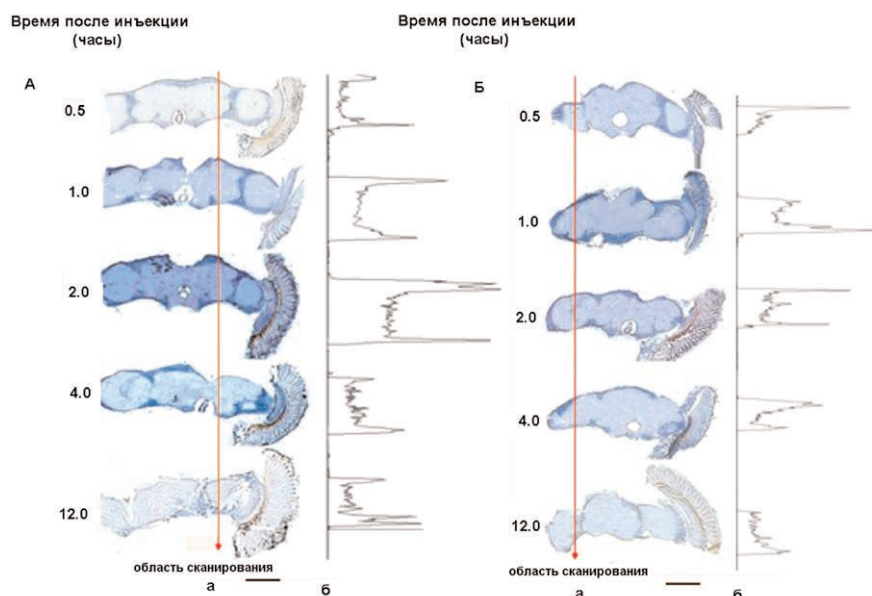 Время после инъекции
(часы)
А
0.5
1.0
2.0
4.0
12.0
область сканирования
а
б
Время после инъекции
(часы)
Б
0.5
1.0
2.0
4.0
12.0
область сканирования
а
б